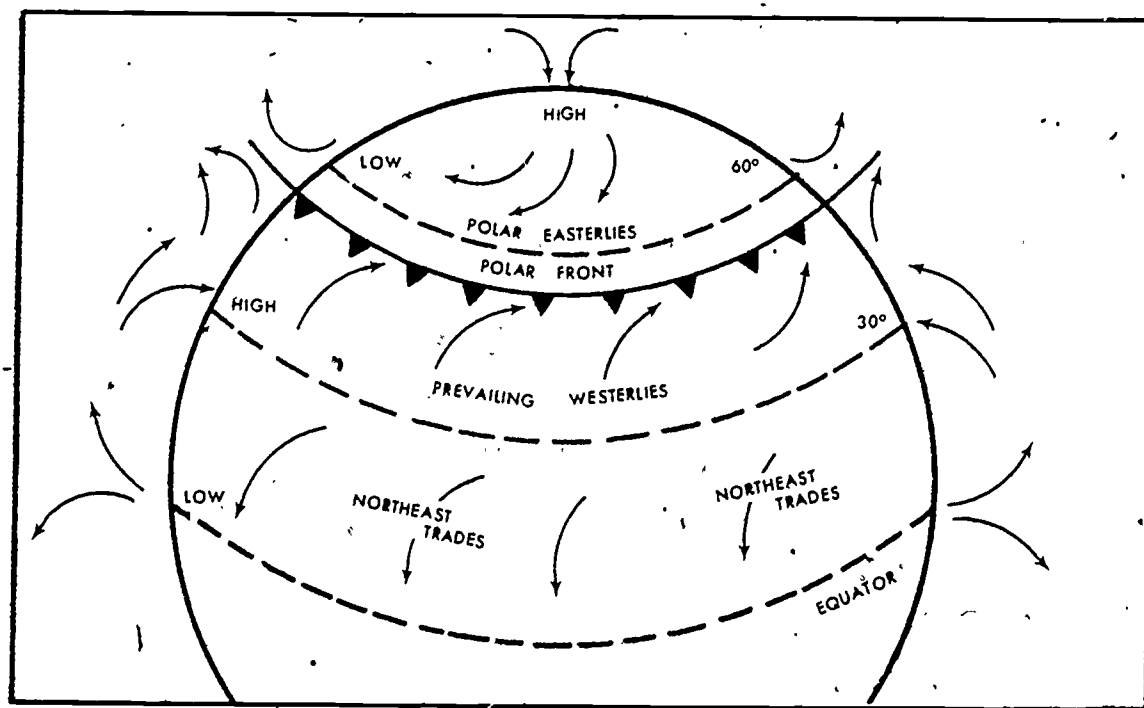 HIGH
LOW
60°
POLAR EASTERLIES
POLAR FRONT
HIGH
30°
PREVAILING WESTERLIES
LOW
NORTHEAST
TRADES
NORTHEAST
TRADES
EQUATOR